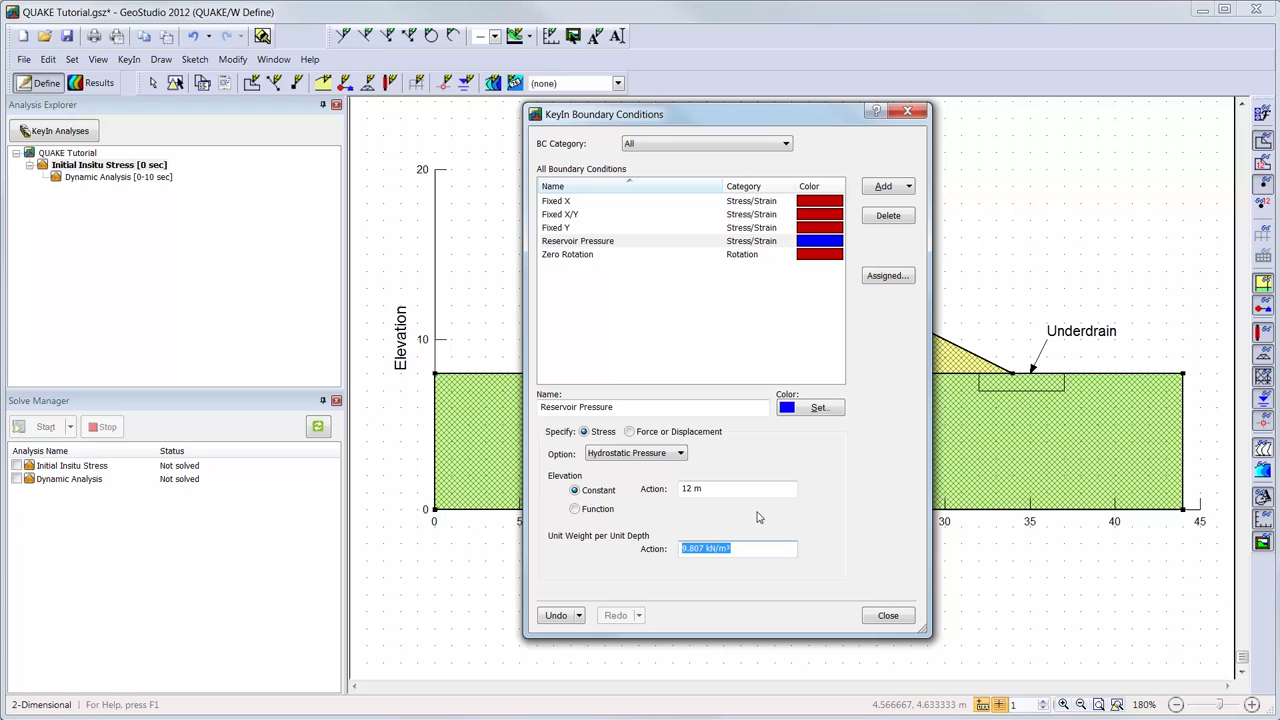 QUAKE Tutorial.gsz* - GeoStudio 2012 (QUAKE/W Define)
File Edit Set View KeyIn Draw Sketch Modify Window Help
Define Results (none)
Analysis Explorer
KeyIn Analyses
QUAKE Tutorial
Initial Insitu Stress [0 sec]
Dynamic Analysis [0-10 sec]
Solve Manager
Start Stop
Analysis Name Status
Initial Insitu Stress Not solved
Dynamic Analysis Not solved
20
10
0
Elevation
0 5 30 35 40 45
Underdrain
KeyIn Boundary Conditions
BC Category: All
All Boundary Conditions
Name Category Color
Fixed X Stress/Strain
Fixed X/Y Stress/Strain
Fixed Y Stress/Strain
Reservoir Pressure Stress/Strain
Zero Rotation Rotation
Add
Delete
Assigned...
Name: Color:
Reservoir Pressure Set...
Specify: Stress Force or Displacement
Option: Hydrostatic Pressure
Elevation
Constant Action: 12 m
Function
Unit Weight per Unit Depth
Action: 9.807 kN/m³
Undo Redo Close
2-Dimensional For Help, press F1 4.566667, 4.633333 m 1 180%